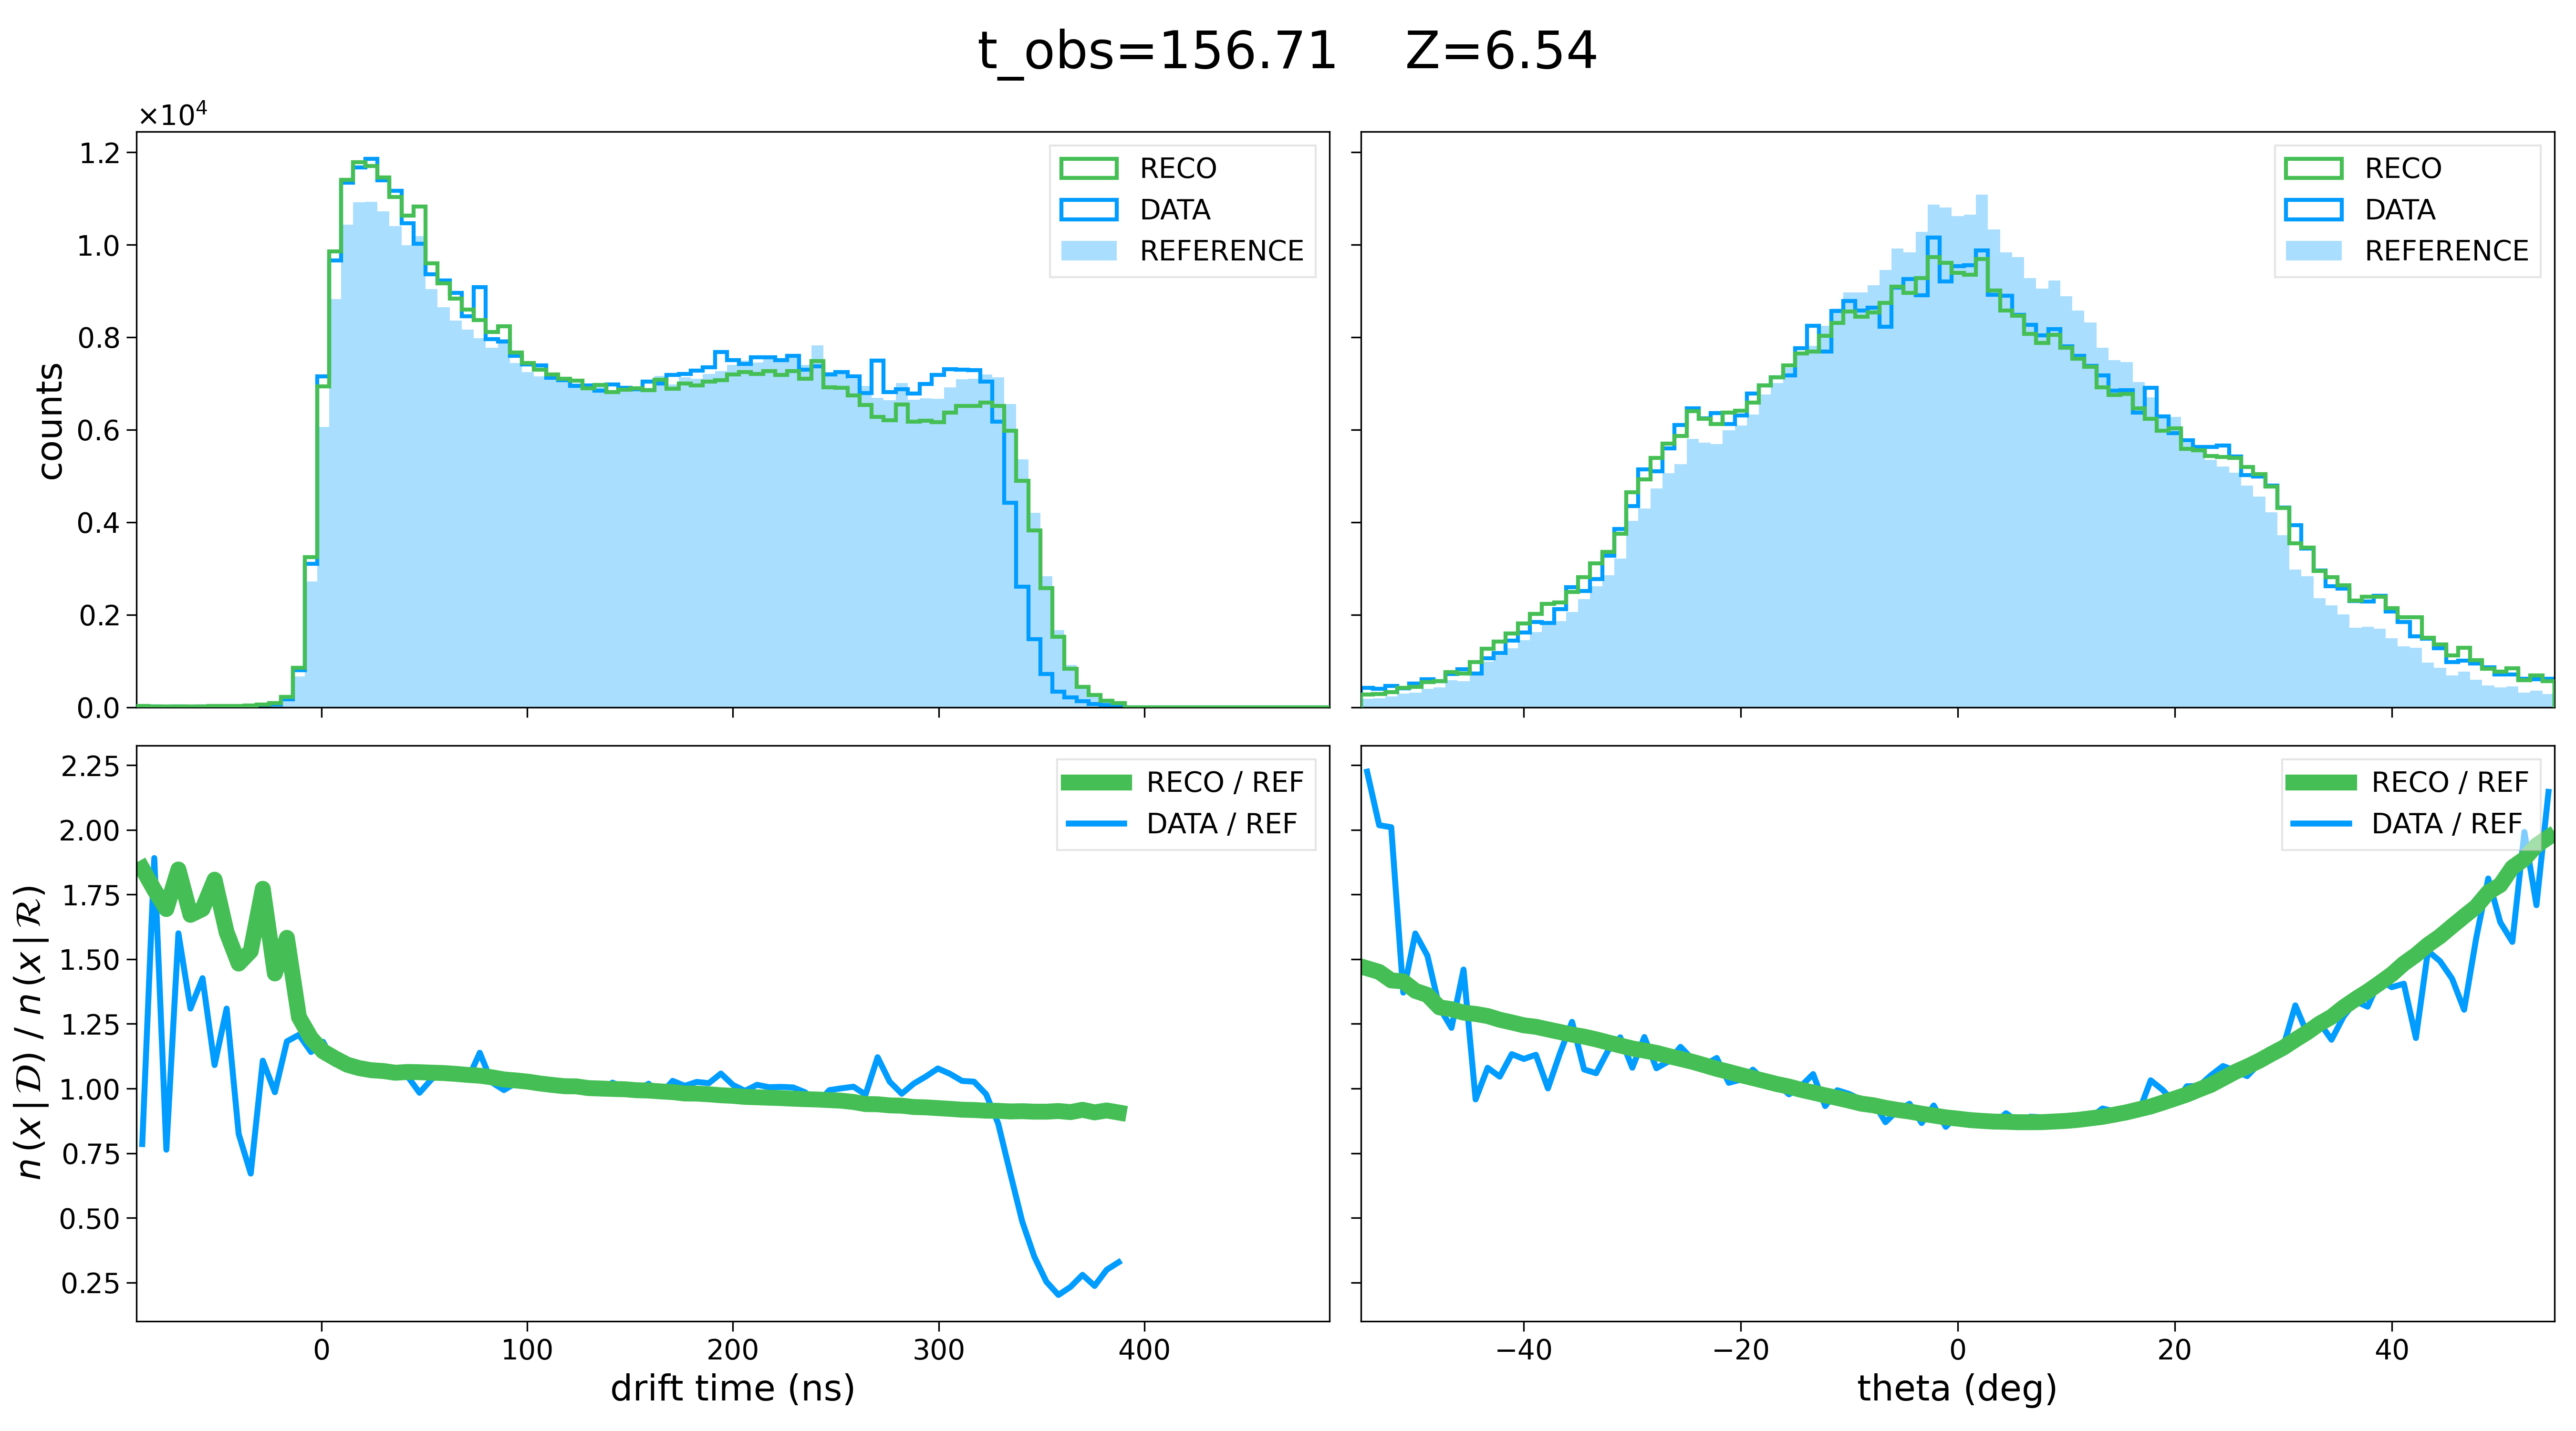 t_obs=156.71 Z=6.54
×10⁴
1.2
1.0
0.8
0.6
0.4
0.2
0.0
counts
RECO
DATA
REFERENCE
RECO
DATA
REFERENCE
2.25
2.00
1.75
1.50
1.25
1.00
0.75
0.50
0.25
n(x|𝒟) / n(x|ℛ)
RECO / REF
DATA / REF
0 100 200 300 400
drift time (ns)
RECO / REF
DATA / REF
−40 −20 0 20 40
theta (deg)